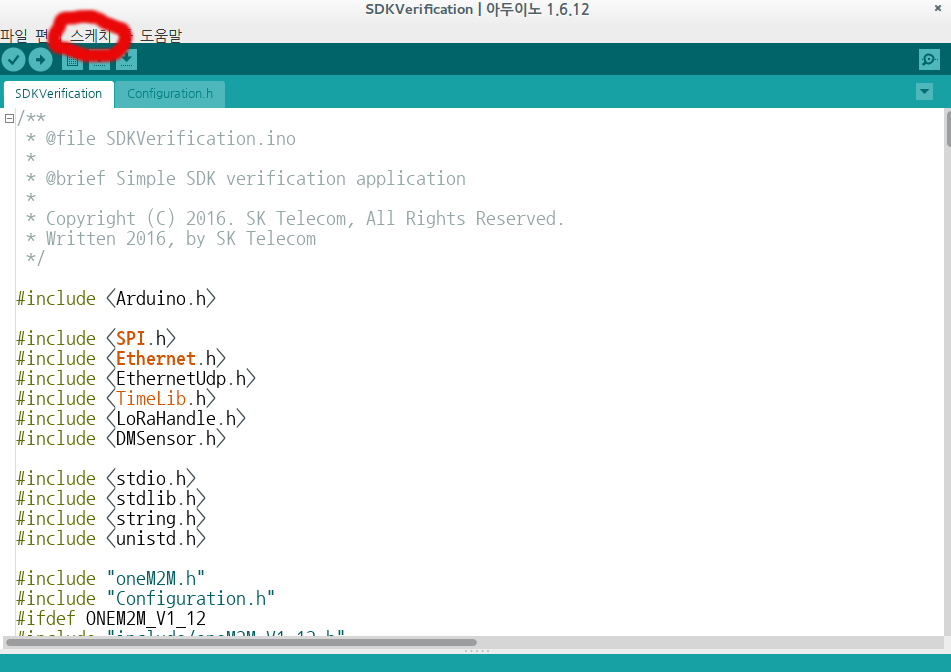 SDKVerification | 아두이노 1.6.12
파일 편 스케치 도움말
SDKVerification Configuration.h
/**
* @file SDKVerification.ino
*
* @brief Simple SDK verification application
*
* Copyright (C) 2016. SK Telecom, All Rights Reserved.
* Written 2016, by SK Telecom
*/
#include <Arduino.h>
#include <SPI.h>
#include <Ethernet.h>
#include <EthernetUdp.h>
#include <TimeLib.h>
#include <LoRaHandle.h>
#include <DMSensor.h>
#include <stdio.h>
#include <stdlib.h>
#include <string.h>
#include <unistd.h>
#include "oneM2M.h"
#include "Configuration.h"
#ifdef ONEM2M_V1_12
#include "include/oneM2M_V1_12.h"